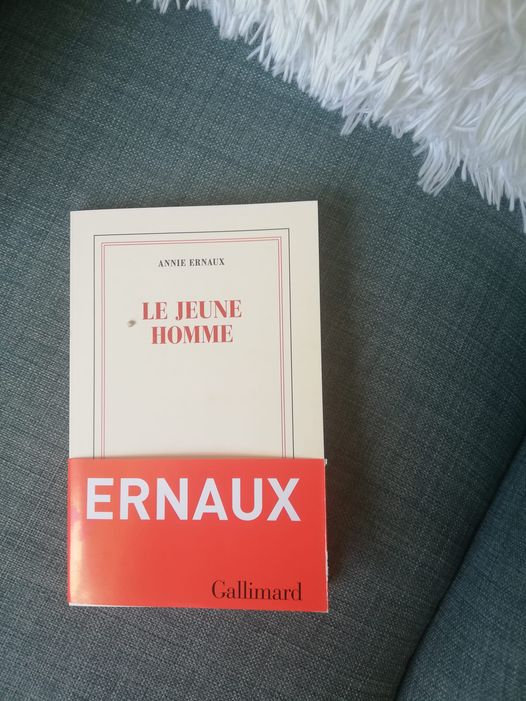 ANNIE ERNAUX
LE JEUNE
HOMME
ERNAUX
Gallimard